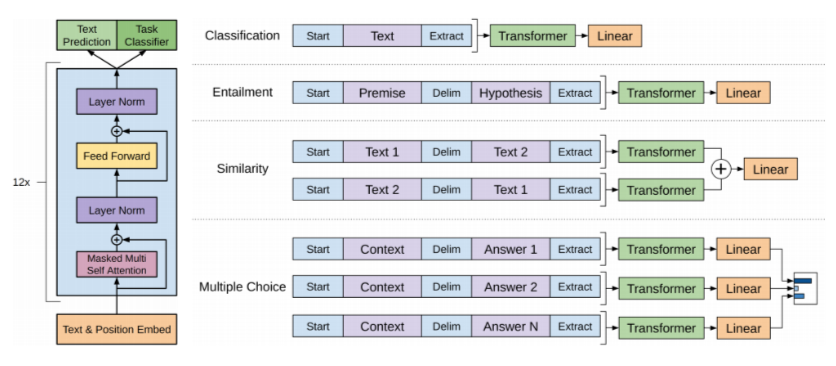 Text Prediction
Task Classifier
12x
Layer Norm
Feed Forward
Layer Norm
Masked Multi Self Attention
Text & Position Embed
Classification Start Text Extract Transformer Linear
Entailment Start Premise Delim Hypothesis Extract Transformer Linear
Similarity
Start Text 1 Delim Text 2 Extract Transformer
Start Text 2 Delim Text 1 Extract Transformer
Linear
Multiple Choice
Start Context Delim Answer 1 Extract Transformer Linear
Start Context Delim Answer 2 Extract Transformer Linear
Start Context Delim Answer N Extract Transformer Linear